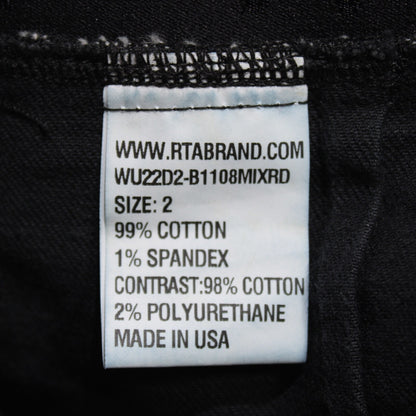 WWW.RTABRAND.COM
WU22D2-B1108MIXRD
SIZE: 2
99% COTTON
1% SPANDEX
CONTRAST:98% COTTON
2% POLYURETHANE
MADE IN USA